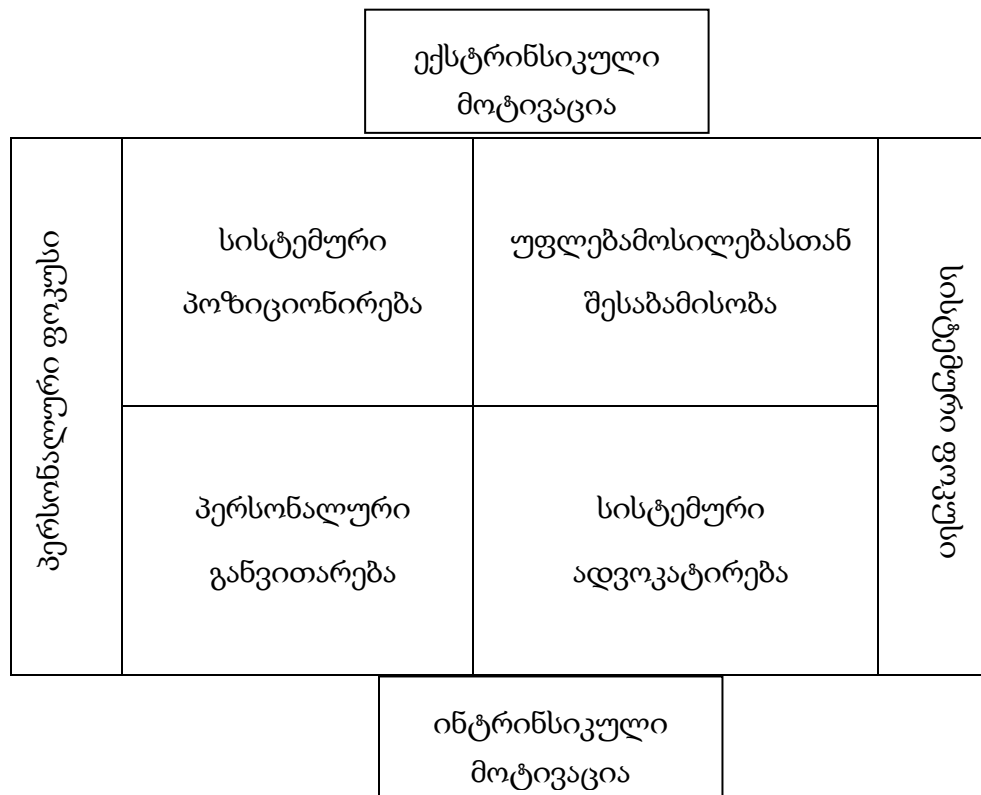 ექსტრინსიკული
მოტივაცია
პერსონალური ფოკუსი
სისტემური
პოზიციონირება
უფლებამოსილებასთან
შესაბამისობა
სისტემური ფოკუსი
პერსონალური
განვითარება
სისტემური
ადვოკატირება
ინტრინსიკული
მოტივაცია